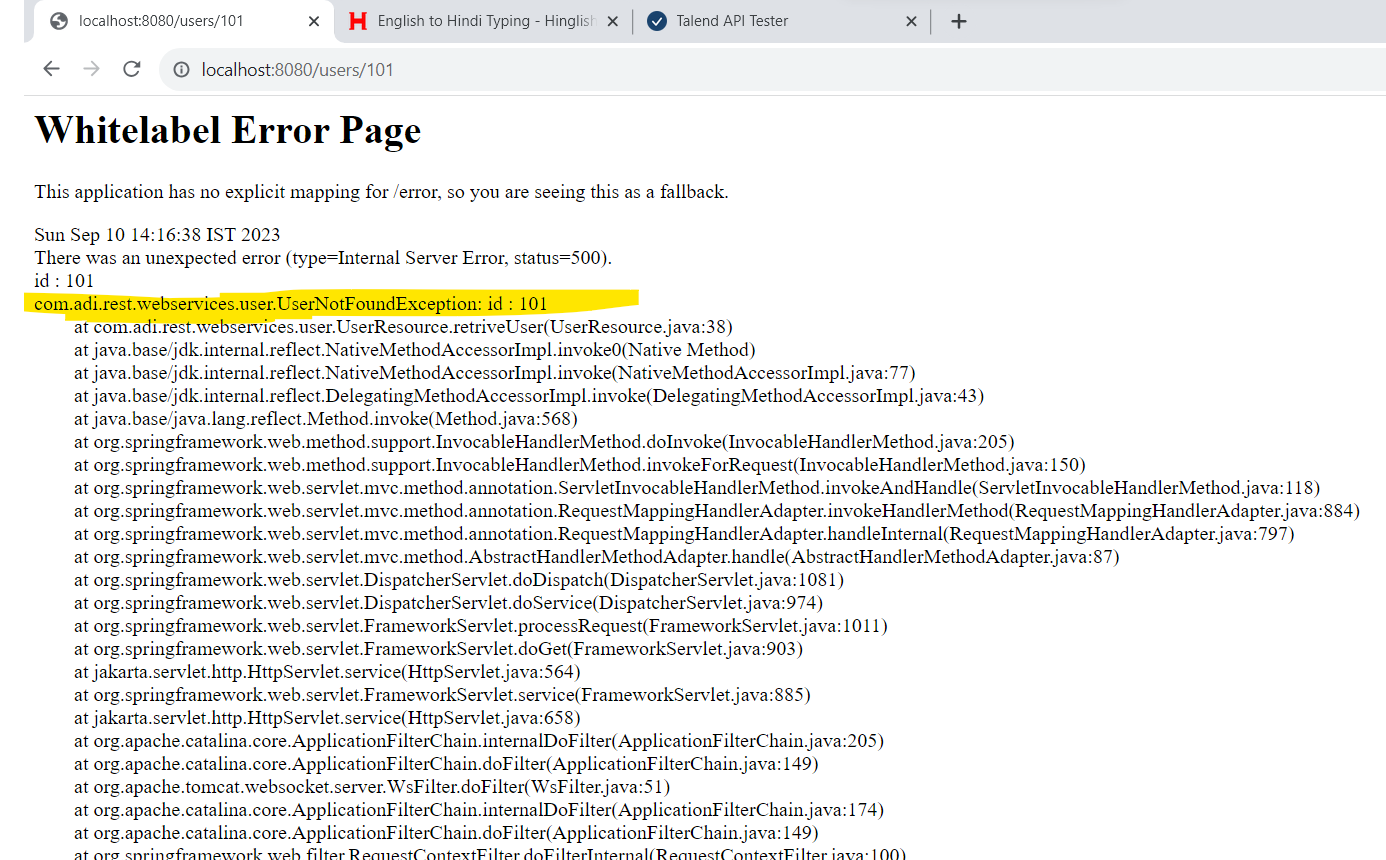 localhost:8080/users/101
English to Hindi Typing - Hinglish
Talend API Tester
localhost:8080/users/101
Whitelabel Error Page
This application has no explicit mapping for /error, so you are seeing this as a fallback.
Sun Sep 10 14:16:38 IST 2023
There was an unexpected error (type=Internal Server Error, status=500).
id : 101
com.adi.rest.webservices.user.UserNotFoundException: id : 101
at com.adi.rest.webservices.user.UserResource.retriveUser(UserResource.java:38)
at java.base/jdk.internal.reflect.NativeMethodAccessorImpl.invoke0(Native Method)
at java.base/jdk.internal.reflect.NativeMethodAccessorImpl.invoke(NativeMethodAccessorImpl.java:77)
at java.base/jdk.internal.reflect.DelegatingMethodAccessorImpl.invoke(DelegatingMethodAccessorImpl.java:43)
at java.base/java.lang.reflect.Method.invoke(Method.java:568)
at org.springframework.web.method.support.InvocableHandlerMethod.doInvoke(InvocableHandlerMethod.java:205)
at org.springframework.web.method.support.InvocableHandlerMethod.invokeForRequest(InvocableHandlerMethod.java:150)
at org.springframework.web.servlet.mvc.method.annotation.ServletInvocableHandlerMethod.invokeAndHandle(ServletInvocableHandlerMethod.java:118)
at org.springframework.web.servlet.mvc.method.annotation.RequestMappingHandlerAdapter.invokeHandlerMethod(RequestMappingHandlerAdapter.java:884)
at org.springframework.web.servlet.mvc.method.annotation.RequestMappingHandlerAdapter.handleInternal(RequestMappingHandlerAdapter.java:797)
at org.springframework.web.servlet.mvc.method.AbstractHandlerMethodAdapter.handle(AbstractHandlerMethodAdapter.java:87)
at org.springframework.web.servlet.DispatcherServlet.doDispatch(DispatcherServlet.java:1081)
at org.springframework.web.servlet.DispatcherServlet.doService(DispatcherServlet.java:974)
at org.springframework.web.servlet.FrameworkServlet.processRequest(FrameworkServlet.java:1011)
at org.springframework.web.servlet.FrameworkServlet.doGet(FrameworkServlet.java:903)
at jakarta.servlet.http.HttpServlet.service(HttpServlet.java:564)
at org.springframework.web.servlet.FrameworkServlet.service(FrameworkServlet.java:885)
at jakarta.servlet.http.HttpServlet.service(HttpServlet.java:658)
at org.apache.catalina.core.ApplicationFilterChain.internalDoFilter(ApplicationFilterChain.java:205)
at org.apache.catalina.core.ApplicationFilterChain.doFilter(ApplicationFilterChain.java:149)
at org.apache.tomcat.websocket.server.WsFilter.doFilter(WsFilter.java:51)
at org.apache.catalina.core.ApplicationFilterChain.internalDoFilter(ApplicationFilterChain.java:174)
at org.apache.catalina.core.ApplicationFilterChain.doFilter(ApplicationFilterChain.java:149)
at org.springframework.web.filter.RequestContextFilter.doFilterInternal(RequestContextFilter.java:100)